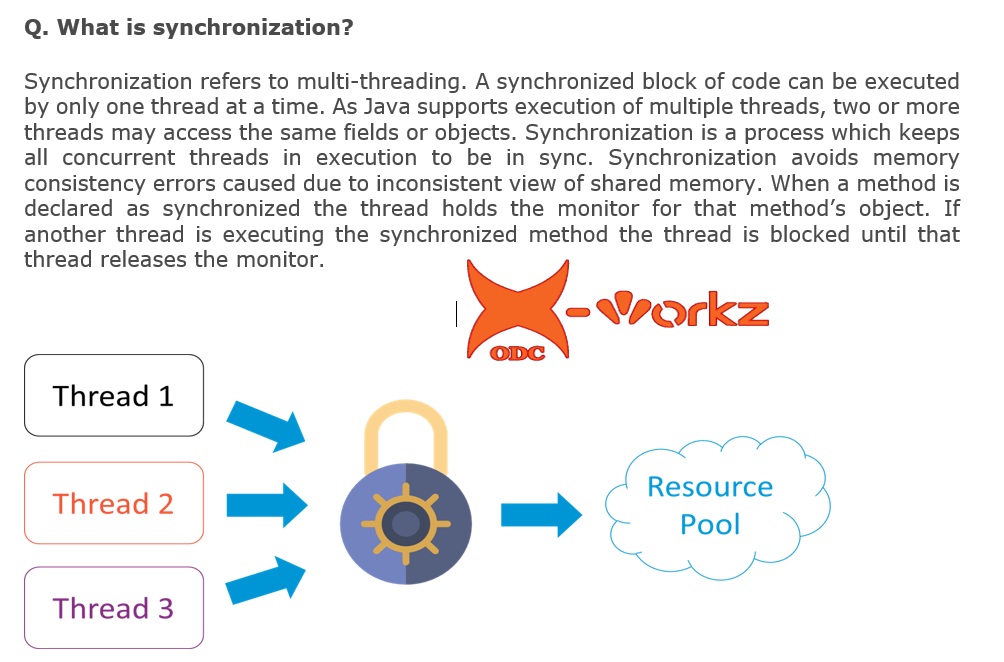 Q. What is synchronization?
Synchronization refers to multi-threading. A synchronized block of code can be executed
by only one thread at a time. As Java supports execution of multiple threads, two or more
threads may access the same fields or objects. Synchronization is a process which keeps
all concurrent threads in execution to be in sync. Synchronization avoids memory
consistency errors caused due to inconsistent view of shared memory. When a method is
declared as synchronized the thread holds the monitor for that method’s object. If
another thread is executing the synchronized method the thread is blocked until that
thread releases the monitor.
X-Workz
ODC
Thread 1
Thread 2
Thread 3
Resource
Pool